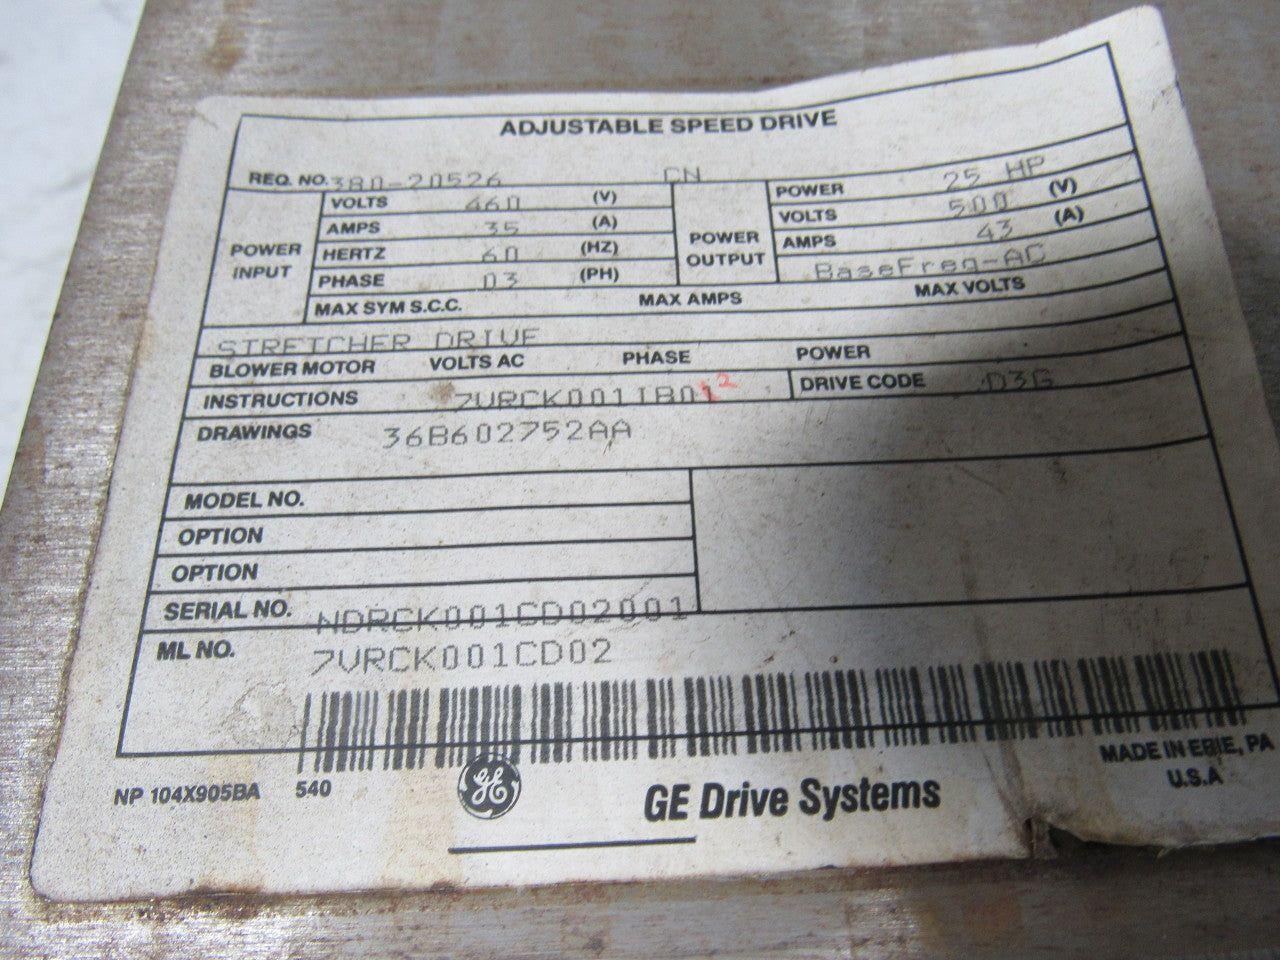 ADJUSTABLE SPEED DRIVE
REQ. NO. 380-20526 CN
POWER INPUT
VOLTS 460 (V)
AMPS 35 (A)
HERTZ 60 (HZ)
PHASE 03 (PH)
POWER OUTPUT
POWER 25 HP
VOLTS 500 (V)
AMPS 43 (A)
BaseFreq-AC
MAX SYM S.C.C. MAX AMPS MAX VOLTS
STRETCHER DRIVE
BLOWER MOTOR VOLTS AC PHASE POWER
INSTRUCTIONS 7VRCK001IB01 2 DRIVE CODE D3G
DRAWINGS 36B602752AA
MODEL NO.
OPTION
OPTION
SERIAL NO. NDRCK001CD02001
ML NO. 7VRCK001CD02
NP 104X905BA 540
GE GE Drive Systems
MADE IN ERIE, PA
U.S.A